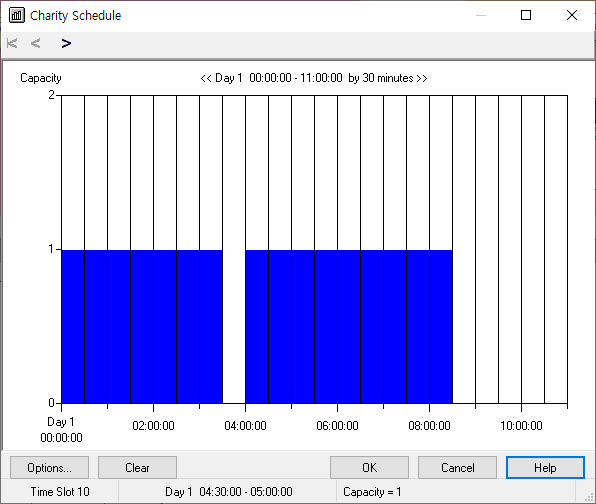 Charity Schedule
Capacity
<< Day 1  00:00:00 - 11:00:00  by 30 minutes >>
2
1
0
Day 1
00:00:00
02:00:00
04:00:00
06:00:00
08:00:00
10:00:00
Options...
Clear
OK
Cancel
Help
Time Slot 10
Day 1  04:30:00 - 05:00:00
Capacity = 1